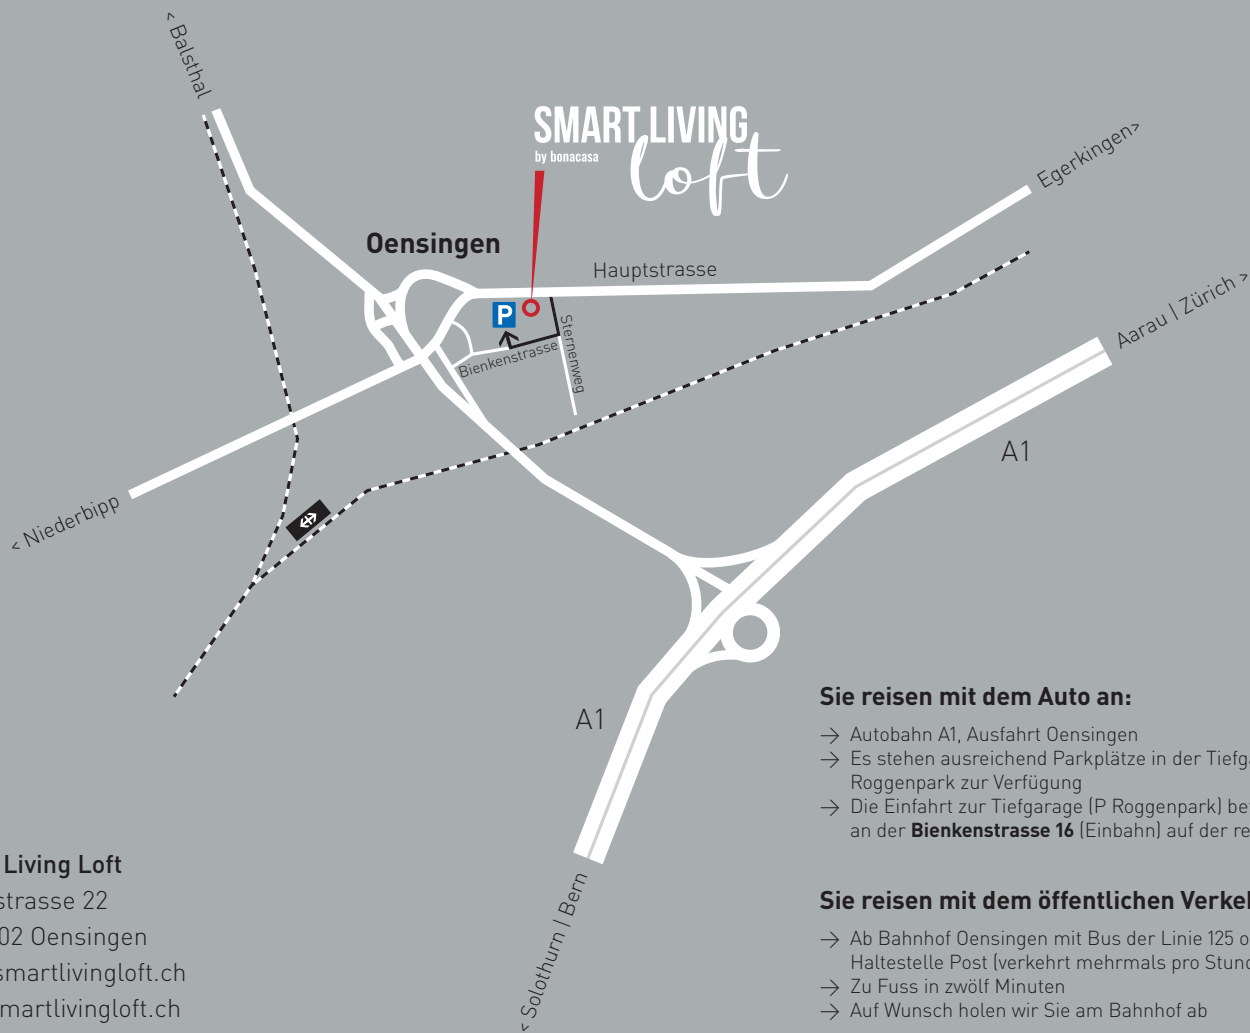 < Balsthal
SMART LIVING
by bonacasa
loft
Egerkingen>
Oensingen
Hauptstrasse
Aarau | Zürich >
P
Sternenweg
Bienkenstrasse
A1
< Niederbipp
A1
< Solothurn | Bern
Sie reisen mit dem Auto an:
→ Autobahn A1, Ausfahrt Oensingen
→ Es stehen ausreichend Parkplätze in der Tiefga
Roggenpark zur Verfügung
→ Die Einfahrt zur Tiefgarage (P Roggenpark) be
an der Bienkenstrasse 16 (Einbahn) auf der re
Living Loft
strasse 22
02 Oensingen
smartlivingloft.ch
martlivingloft.ch
Sie reisen mit dem öffentlichen Verke
→ Ab Bahnhof Oensingen mit Bus der Linie 125 o
Haltestelle Post (verkehrt mehrmals pro Stund
→ Zu Fuss in zwölf Minuten
→ Auf Wunsch holen wir Sie am Bahnhof ab